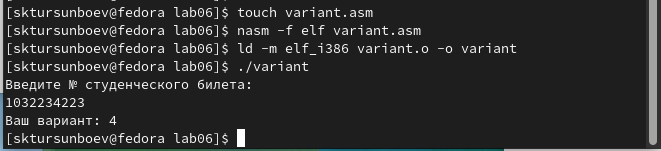 [sktursunboev@fedora lab06]$ touch variant.asm
[sktursunboev@fedora lab06]$ nasm -f elf variant.asm
[sktursunboev@fedora lab06]$ ld -m elf_i386 variant.o -o variant
[sktursunboev@fedora lab06]$ ./variant
Введите № студенческого билета:
1032234223
Ваш вариант: 4
[sktursunboev@fedora lab06]$